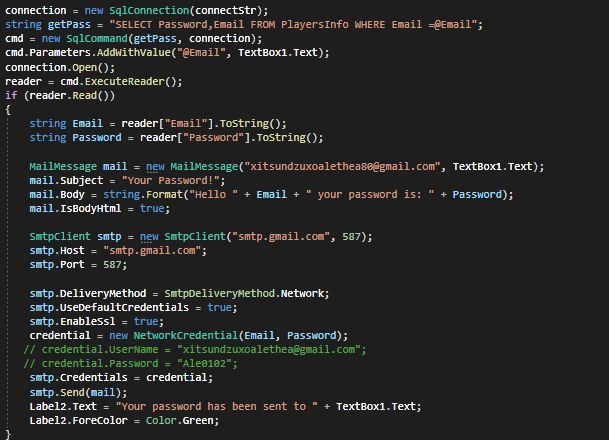 connection = new SqlConnection(connectStr);
string getPass = "SELECT Password,Email FROM PlayersInfo WHERE Email =@Email";
cmd = new SqlCommand(getPass, connection);
cmd.Parameters.AddWithValue("@Email", TextBox1.Text);
connection.Open();
reader = cmd.ExecuteReader();
if (reader.Read())
{
string Email = reader["Email"].ToString();
string Password = reader["Password"].ToString();
MailMessage mail = new MailMessage("xitsundzuxoalethea80@gmail.com", TextBox1.Text);
mail.Subject = "Your Password!";
mail.Body = string.Format("Hello " + Email + " your password is: " + Password);
mail.IsBodyHtml = true;
SmtpClient smtp = new SmtpClient("smtp.gmail.com", 587);
smtp.Host = "smtp.gmail.com";
smtp.Port = 587;
smtp.DeliveryMethod = SmtpDeliveryMethod.Network;
smtp.UseDefaultCredentials = true;
smtp.EnableSsl = true;
credential = new NetworkCredential(Email, Password);
// credential.UserName = "xitsundzuxoalethea@gmail.com";
// credential.Password = "Ale0102";
smtp.Credentials = credential;
smtp.Send(mail);
Label2.Text = "Your password has been sent to " + TextBox1.Text;
Label2.ForeColor = Color.Green;
}